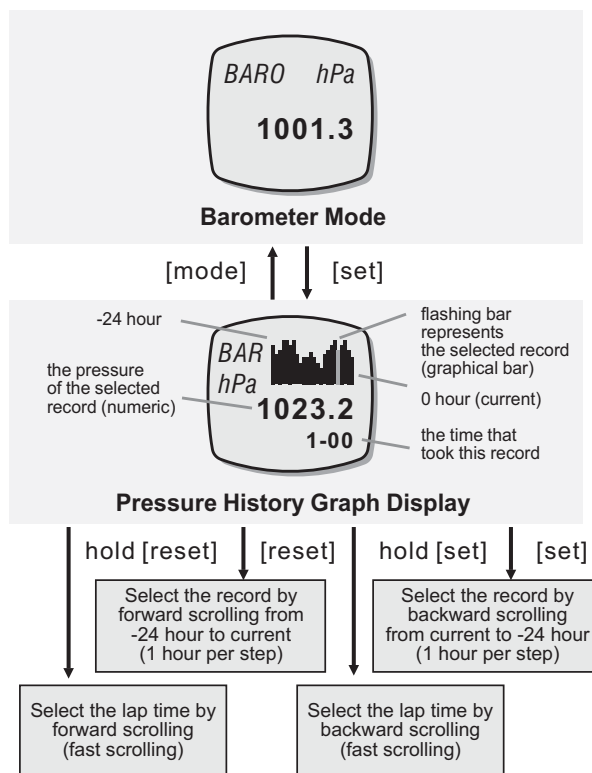 BARO hPa
1001.3
Barometer Mode
[mode] [set]
-24 hour
flashing bar
represents
the selected record
(graphical bar)
BAR
hPa
the pressure
of the selected
record (numeric)
0 hour (current)
1023.2
1-00
the time that
took this record
Pressure History Graph Display
hold [reset] [reset] hold [set] [set]
Select the record by
forward scrolling from
-24 hour to current
(1 hour per step)
Select the record by
backward scrolling
from current to -24 hour
(1 hour per step)
Select the lap time by
forward scrolling
(fast scrolling)
Select the lap time by
backward scrolling
(fast scrolling)